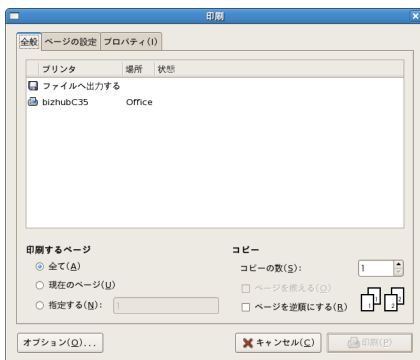 印刷
全般 ページの設定 プロパティ(I)
プリンタ 場所 状態
ファイルへ出力する
bizhubC35 Office
印刷するページ
全て(A)
現在のページ(U)
指定する(N): 1
コピー
コピーの数(S): 1
ページを揃える(O)
ページを逆順にする(R)
1 1 2 2
オプション(O)... キャンセル(C) 印刷(P)